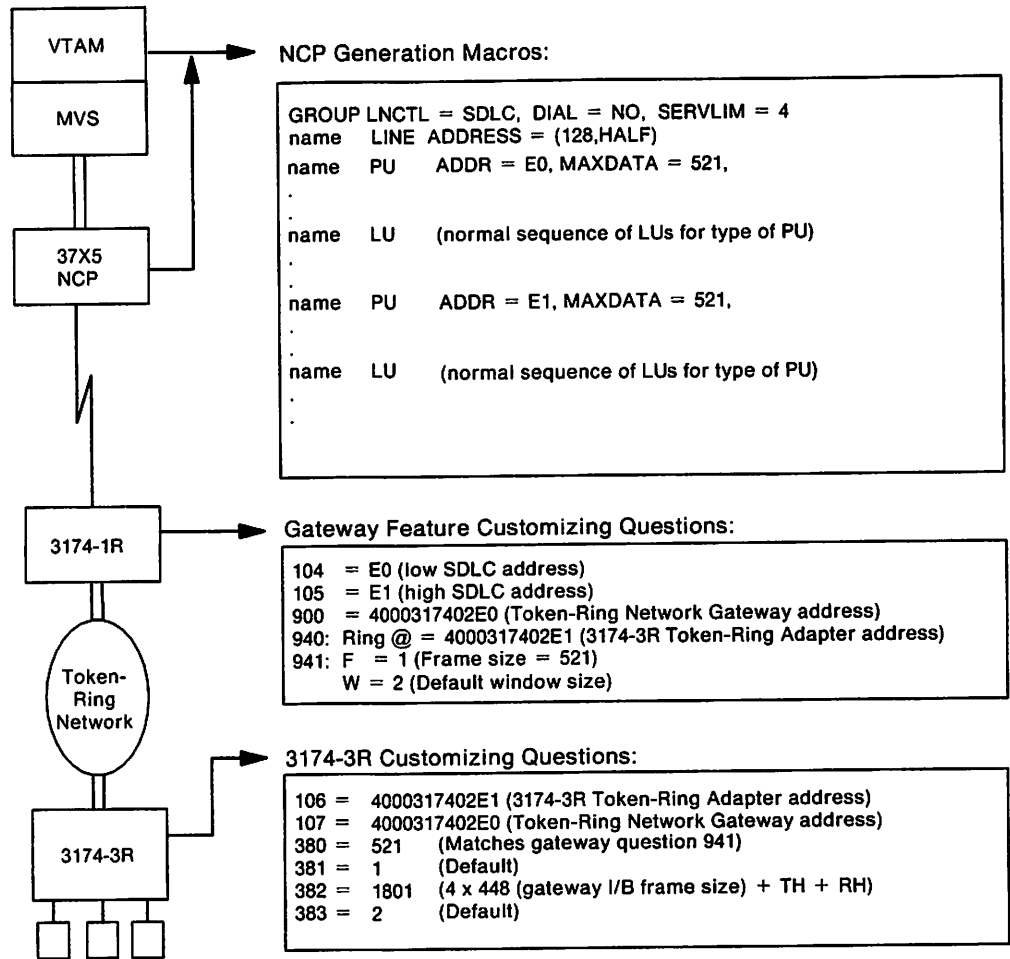 VTAM
MVS
37X5
NCP
3174-1R
Token-
Ring
Network
3174-3R
NCP Generation Macros:
GROUP LNCTL = SDLC, DIAL = NO, SERVLIM = 4
name LINE ADDRESS = (128,HALF)
name PU ADDR = E0, MAXDATA = 521,
.
.
name LU (normal sequence of LUs for type of PU)
.
.
name PU ADDR = E1, MAXDATA = 521,
.
.
name LU (normal sequence of LUs for type of PU)
.
.
Gateway Feature Customizing Questions:
104 = E0 (low SDLC address)
105 = E1 (high SDLC address)
900 = 4000317402E0 (Token-Ring Network Gateway address)
940: Ring @ = 4000317402E1 (3174-3R Token-Ring Adapter address)
941: F = 1 (Frame size = 521)
W = 2 (Default window size)
3174-3R Customizing Questions:
106 = 4000317402E1 (3174-3R Token-Ring Adapter address)
107 = 4000317402E0 (Token-Ring Network Gateway address)
380 = 521 (Matches gateway question 941)
381 = 1 (Default)
382 = 1801 (4 x 448 (gateway I/B frame size) + TH + RH)
383 = 2 (Default)